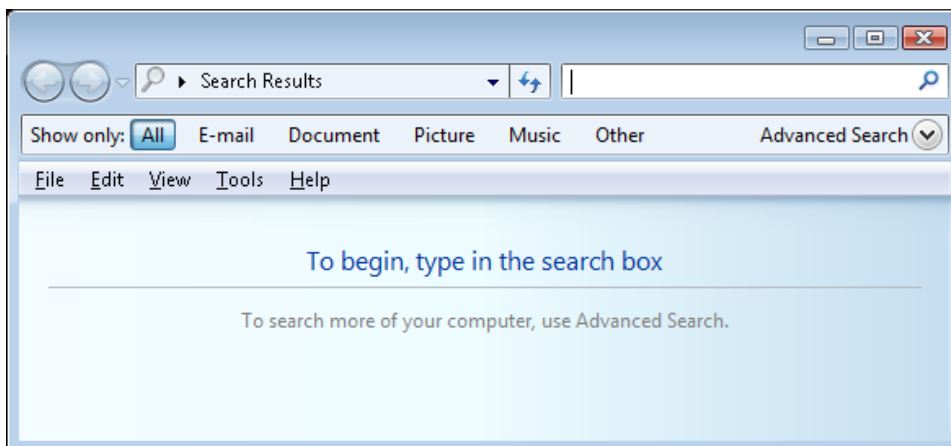 Search Results
Show only: All E-mail Document Picture Music Other Advanced Search
File Edit View Tools Help
To begin, type in the search box
To search more of your computer, use Advanced Search.